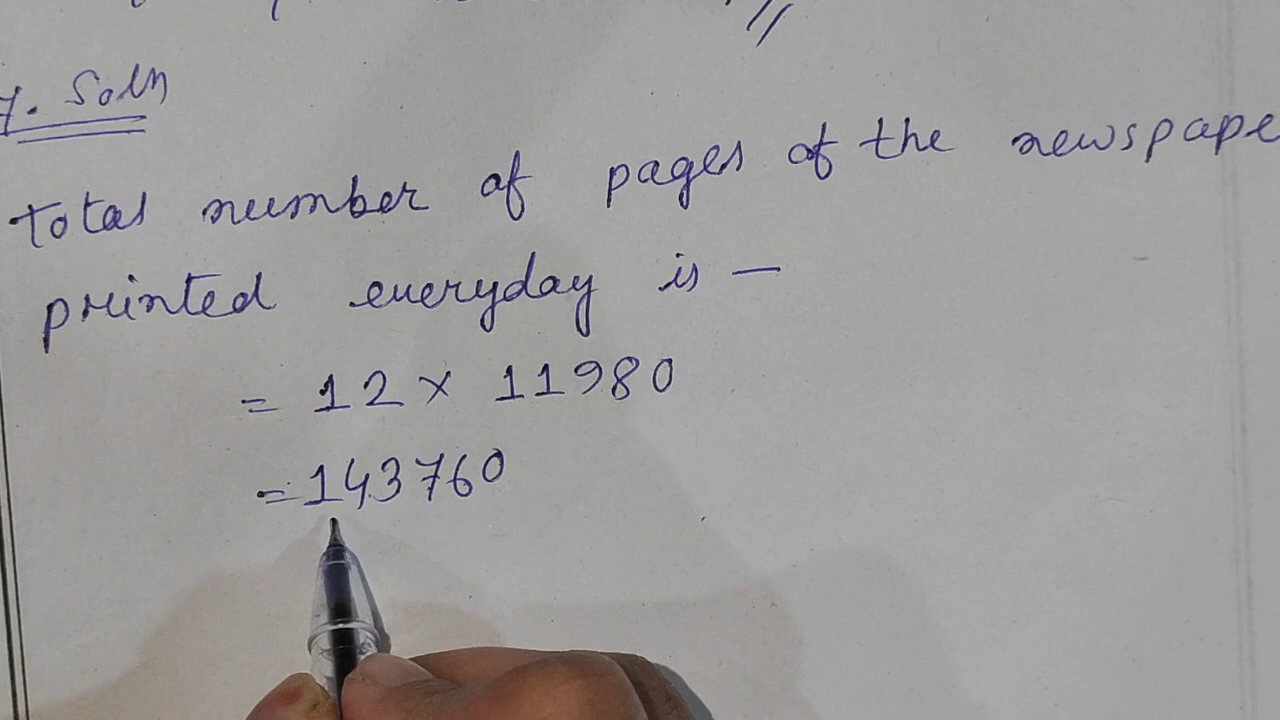 7. Soln
Total number of pages of the newspape
printed everyday is —
= 12 × 11980
= 143760